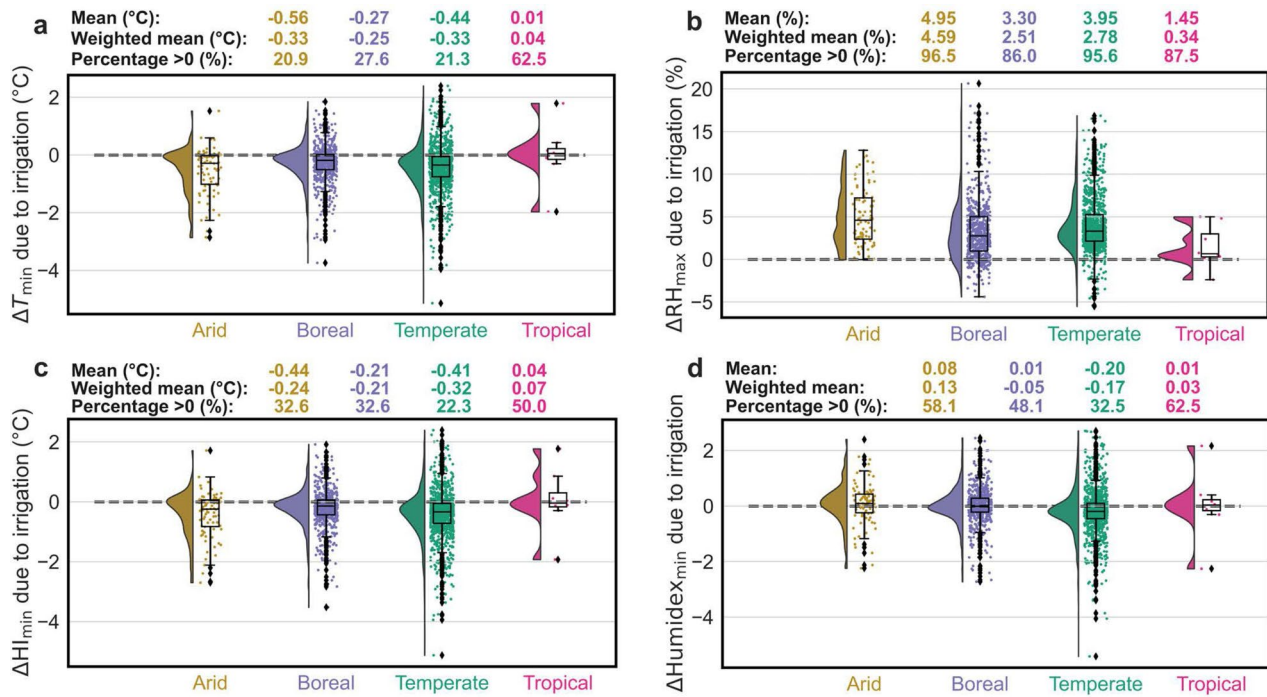 a
Mean (°C): -0.56 -0.27 -0.44 0.01
Weighted mean (°C): -0.33 -0.25 -0.33 0.04
Percentage >0 (%): 20.9 27.6 21.3 62.5
ΔTmin due to irrigation (°C)
2
0
−2
−4
Arid Boreal Temperate Tropical
b
Mean (%): 4.95 3.30 3.95 1.45
Weighted mean (%): 4.59 2.51 2.78 0.34
Percentage >0 (%): 96.5 86.0 95.6 87.5
ΔRHmax due to irrigation (%)
20
15
10
5
0
−5
Arid Boreal Temperate Tropical
c
Mean (°C): -0.44 -0.21 -0.41 0.04
Weighted mean (°C): -0.24 -0.21 -0.32 0.07
Percentage >0 (%): 32.6 32.6 22.3 50.0
ΔHImin due to irrigation (°C)
2
0
−2
−4
Arid Boreal Temperate Tropical
d
Mean: 0.08 0.01 -0.20 0.01
Weighted mean: 0.13 -0.05 -0.17 0.03
Percentage >0 (%): 58.1 48.1 32.5 62.5
ΔHumidexmin due to irrigation
2
0
−2
−4
Arid Boreal Temperate Tropical